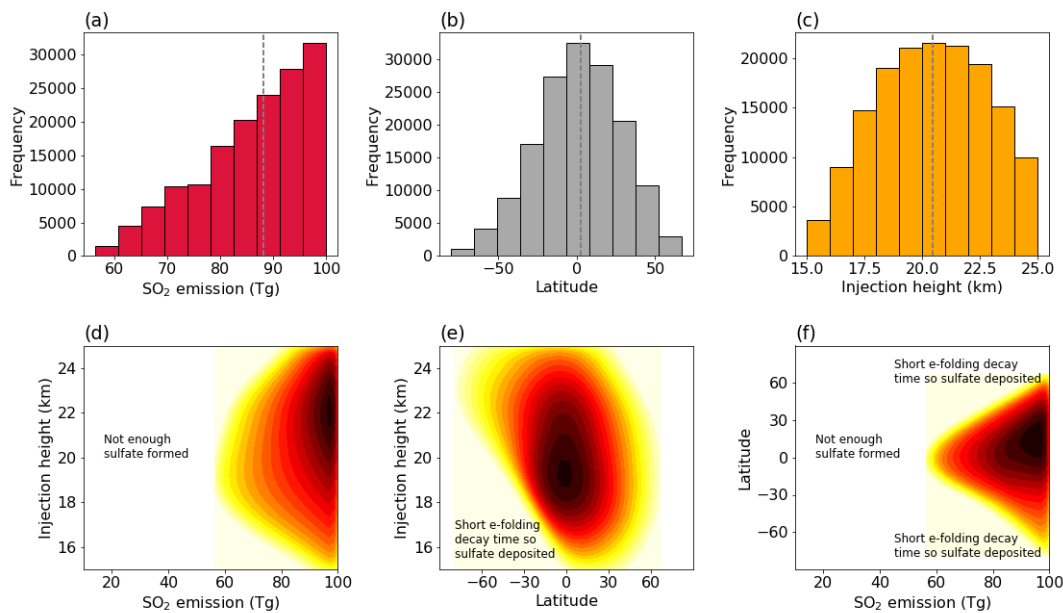 (a)
30000
25000
20000
15000
10000
5000
0
Frequency
60
70
80
90
100
SO₂ emission (Tg)
(b)
30000
25000
20000
15000
10000
5000
0
Frequency
−50
0
50
Latitude
(c)
20000
15000
10000
5000
0
Frequency
15.0
17.5
20.0
22.5
25.0
Injection height (km)
(d)
24
22
20
18
16
Injection height (km)
Not enough
sulfate formed
20
40
60
80
100
SO₂ emission (Tg)
(e)
24
22
20
18
16
Injection height (km)
Short e-folding
decay time so
sulfate deposited
−60
−30
0
30
60
Latitude
(f)
60
30
0
−30
−60
Latitude
Short e-folding decay
time so sulfate deposited
Not enough
sulfate formed
Short e-folding decay
time so sulfate deposited
20
40
60
80
100
SO₂ emission (Tg)